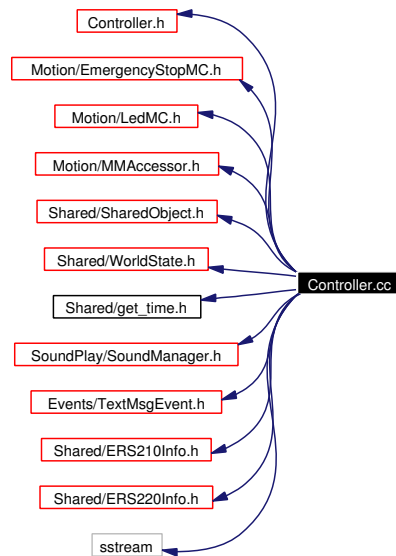 Controller.h
Motion/EmergencyStopMC.h
Motion/LedMC.h
Motion/MMAccessor.h
Shared/SharedObject.h
Shared/WorldState.h
Controller.cc
Shared/get_time.h
SoundPlay/SoundManager.h
Events/TextMsgEvent.h
Shared/ERS210Info.h
Shared/ERS220Info.h
sstream